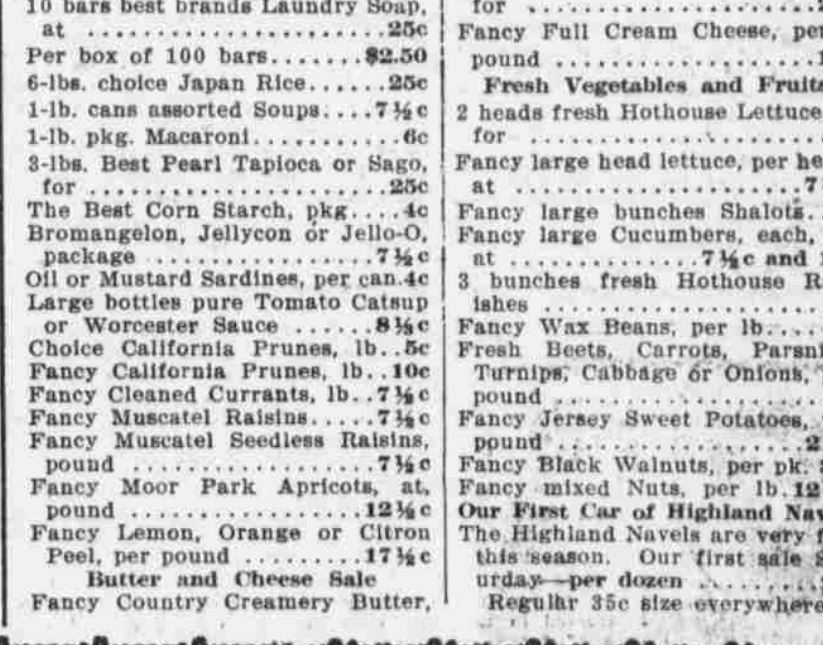 10 bars best brands Laundry Soap,
at ......................25c
Per box of 100 bars.......$2.50
6-lbs. choice Japan Rice......25c
1-lb. cans assorted Soups....7½c
1-lb. pkg. Macaroni............6c
3-lbs. Best Pearl Tapioca or Sago,
for ......................25c
The Best Corn Starch, pkg....4c
Bromangelon, Jellycon or Jello-O,
package ..................7½c
Oil or Mustard Sardines, per can.4c
Large bottles pure Tomato Catsup
or Worcester Sauce ......8½c
Choice California Prunes, lb..5c
Fancy California Prunes, lb..10c
Fancy Cleaned Currants, lb..7½c
Fancy Muscatel Raisins.....7½c
Fancy Muscatel Seedless Raisins,
pound ..................7½c
Fancy Moor Park Apricots, at,
pound .................12½c
Fancy Lemon, Orange or Citron
Peel, per pound .........17½c
Butter and Cheese Sale
Fancy Country Creamery Butter,
for
Fancy Full Cream Cheese, per
pound
Fresh Vegetables and Fruits
2 heads fresh Hothouse Lettuce
for
Fancy large head lettuce, per he
at ......................7
Fancy large bunches Shalots.
Fancy large Cucumbers, each,
at ..............7½c and
3 bunches fresh Hothouse R
ishes
Fancy Wax Beans, per lb.....
Fresh Beets, Carrots, Parsni
Turnips, Cabbage or Onions,
pound
Fancy Jersey Sweet Potatoes,
pound ....................2
Fancy Black Walnuts, per pk.
Fancy mixed Nuts, per lb.12
Our First Car of Highland Nav
The Highland Navels are very f
this season. Our first sale S
urday—per dozen ........
Regular 35c size everywhere